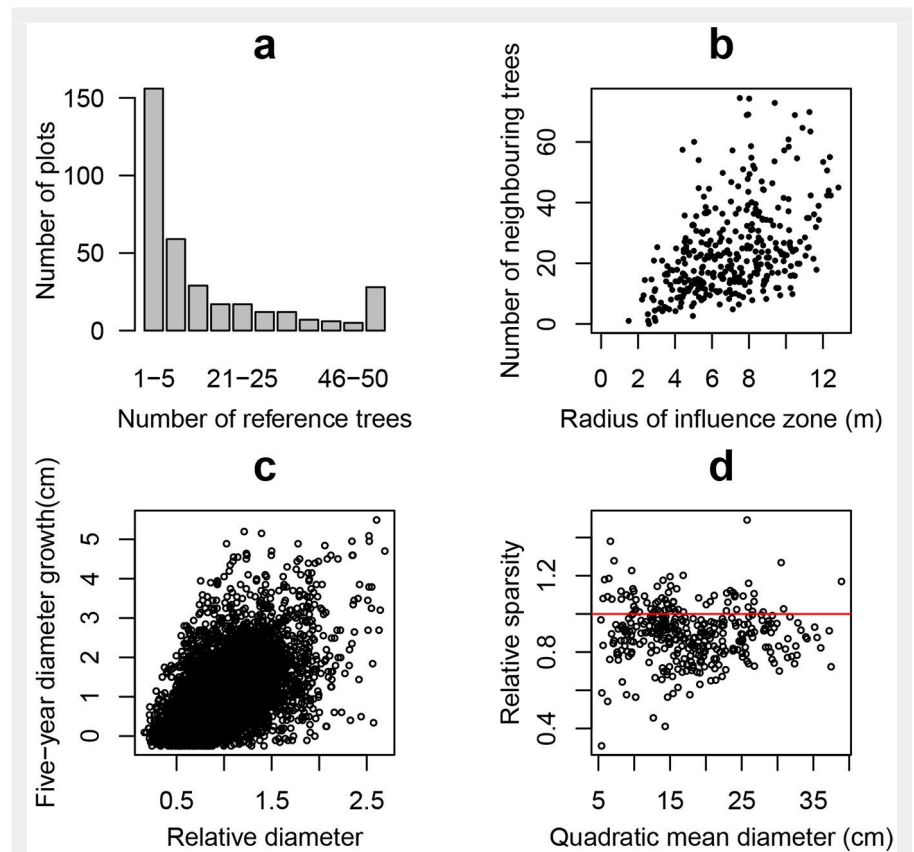 a
Number of plots
150
100
50
0
1−5 21−25 46−50
Number of reference trees
b
Number of neighbouring trees
60
40
20
0
0 2 4 6 8 12
Radius of influence zone (m)
c
Five−year diameter growth(cm)
5
4
3
2
1
0
0.5 1.5 2.5
Relative diameter
d
Relative sparsity
1.2
0.8
0.4
5 15 25 35
Quadratic mean diameter (cm)